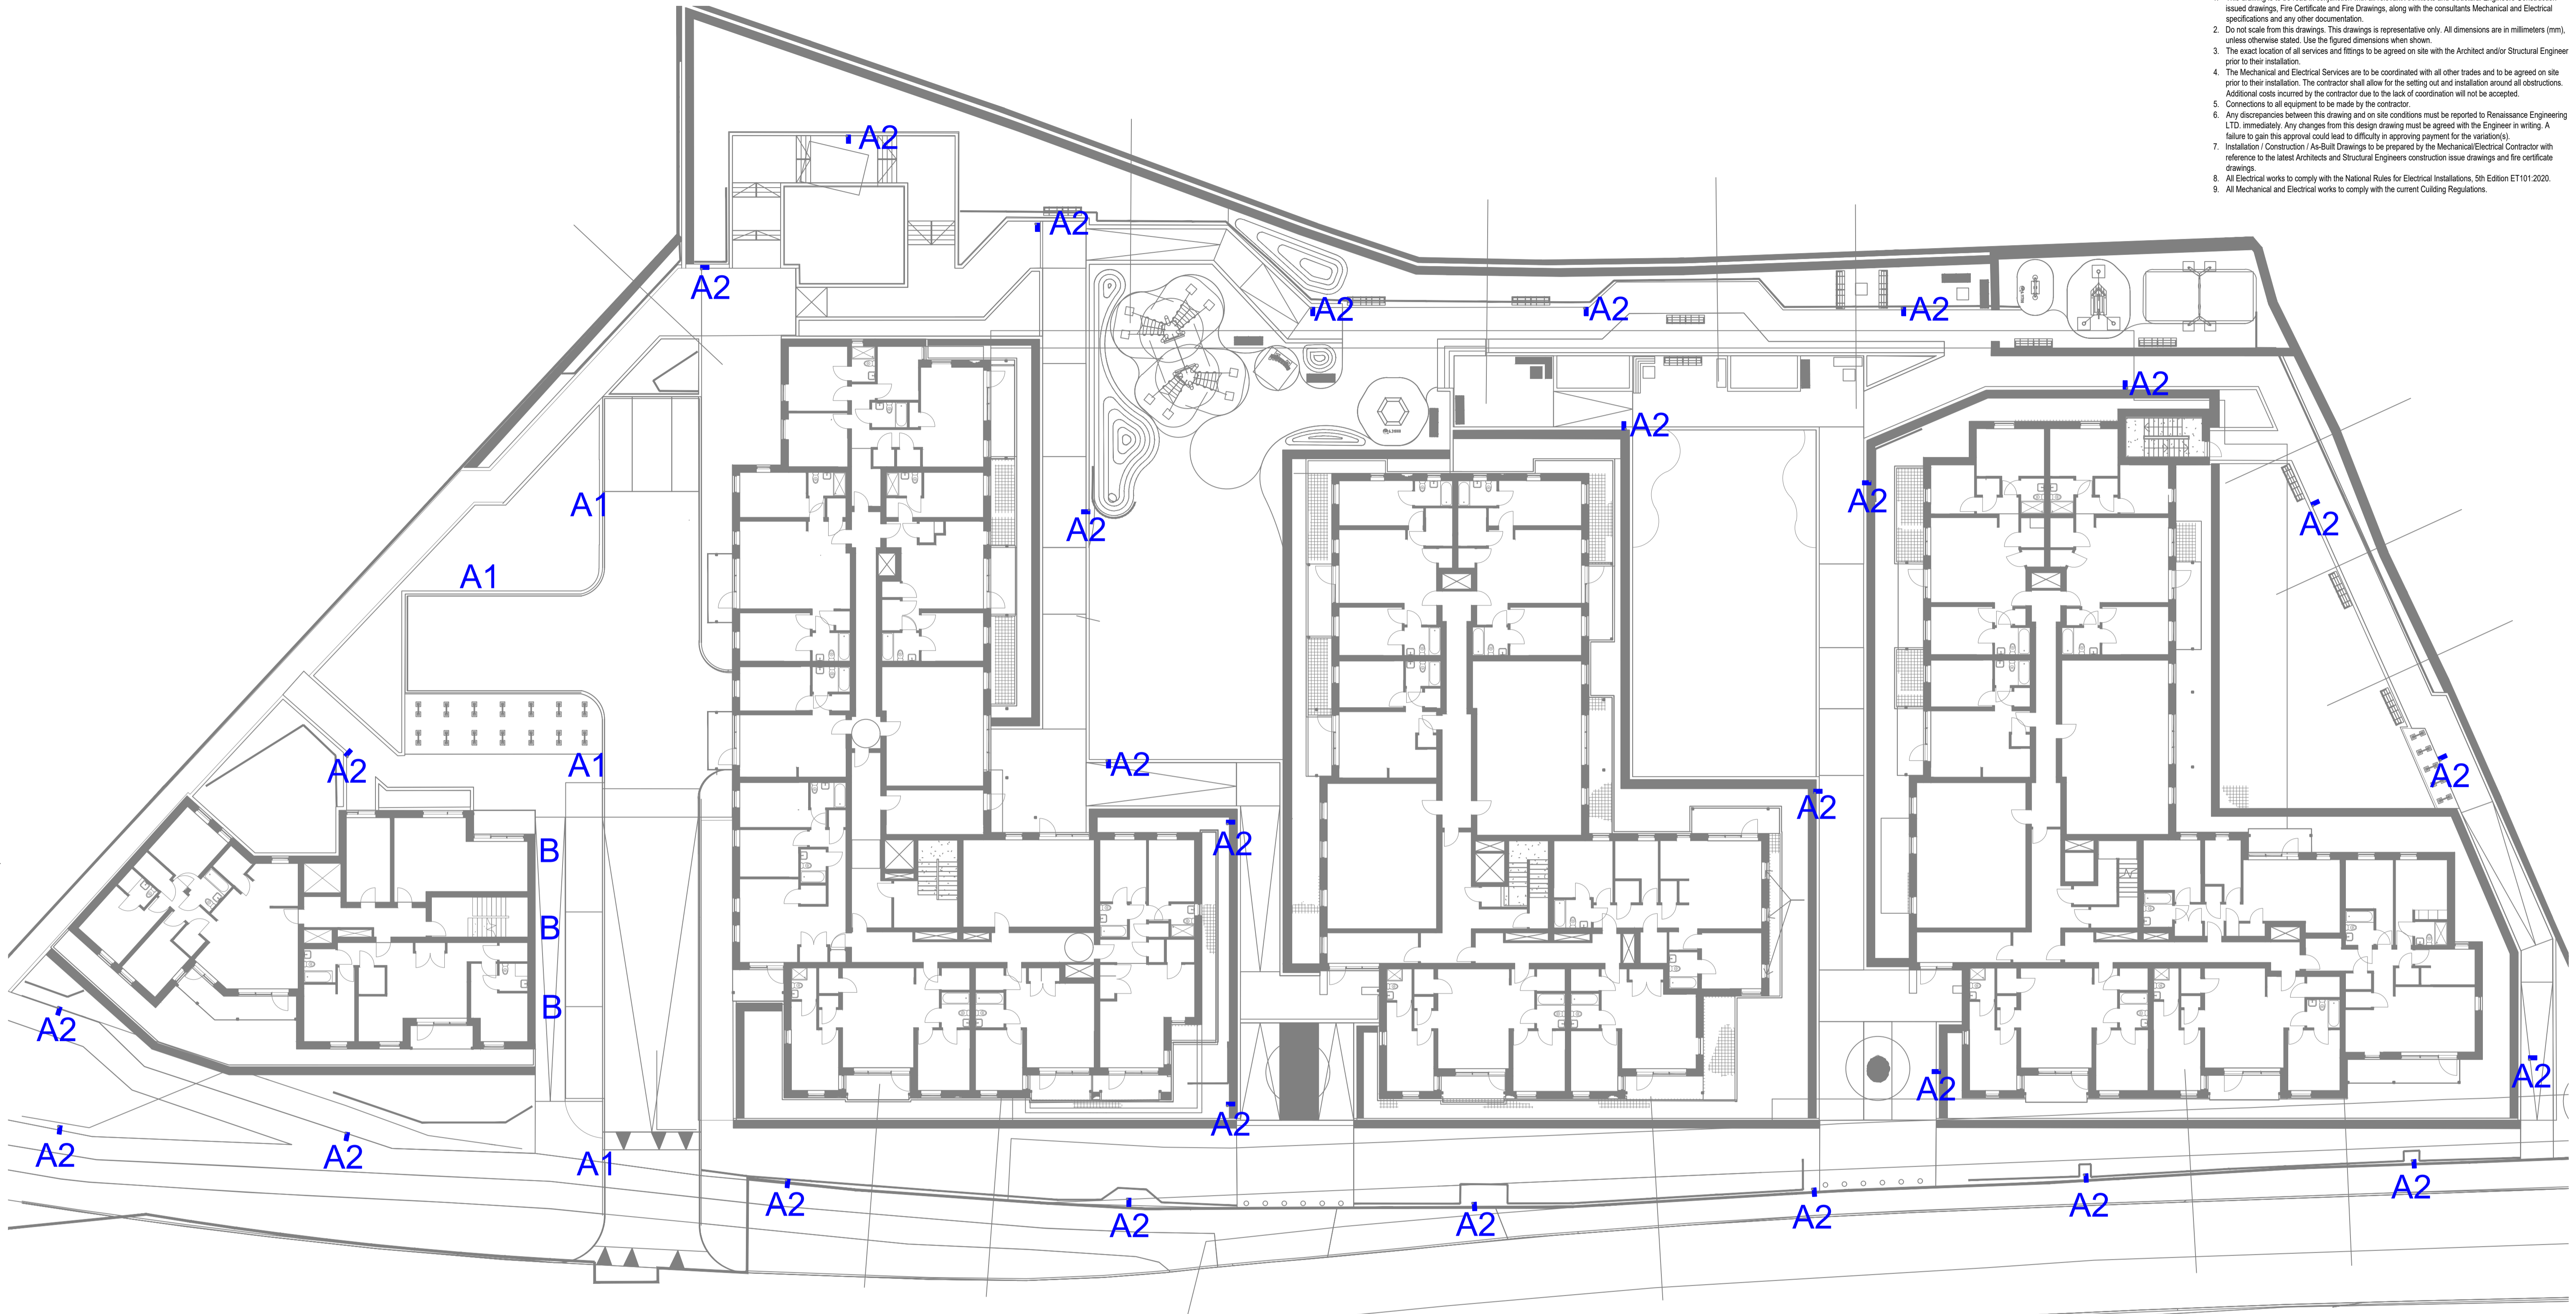 issued drawings, Fire Certificate and Fire Drawings, along with the consultants Mechanical and Electrical
specifications and any other documentation.
2. Do not scale from this drawings. This drawings is representative only. All dimensions are in millimeters (mm),
unless otherwise stated. Use the figured dimensions when shown.
3. The exact location of all services and fittings to be agreed on site with the Architect and/or Structural Engineer
prior to their installation.
4. The Mechanical and Electrical Services are to be coordinated with all other trades and to be agreed on site
prior to their installation. The contractor shall allow for the setting out and installation around all obstructions.
Additional costs incurred by the contractor due to the lack of coordination will not be accepted.
5. Connections to all equipment to be made by the contractor.
6. Any discrepancies between this drawing and on site conditions must be reported to Renaissance Engineering
LTD. immediately. Any changes from this design drawing must be agreed with the Engineer in writing. A
failure to gain this approval could lead to difficulty in approving payment for the variation(s).
7. Installation / Construction / As-Built Drawings to be prepared by the Mechanical/Electrical Contractor with
reference to the latest Architects and Structural Engineers construction issue drawings and fire certificate
drawings.
8. All Electrical works to comply with the National Rules for Electrical Installations, 5th Edition ET101:2020.
9. All Mechanical and Electrical works to comply with the current Cuilding Regulations.
A2
A2
A2
A2
A2
A2
A2
A2
A2
A1
A2
A2
A2
A1
A1
A2
A2
A2
A2
A2
B
B
B
A2
A2
A2
A2
A2
A2
A1
A2
A2
A2
A2
A2
A2